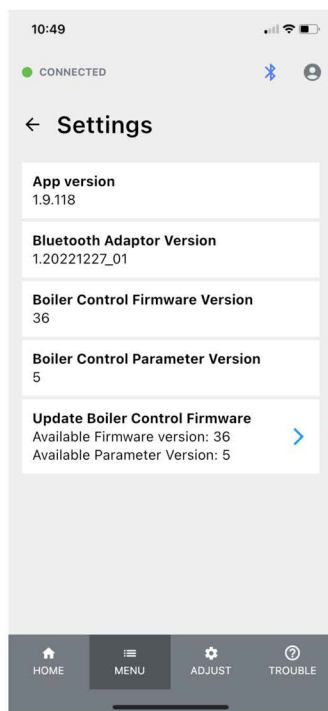 10:49
CONNECTED
Settings
App version
1.9.118
Bluetooth Adaptor Version
1.20221227_01
Boiler Control Firmware Version
36
Boiler Control Parameter Version
5
Update Boiler Control Firmware
Available Firmware version: 36
Available Parameter Version: 5
HOME MENU ADJUST TROUBLE